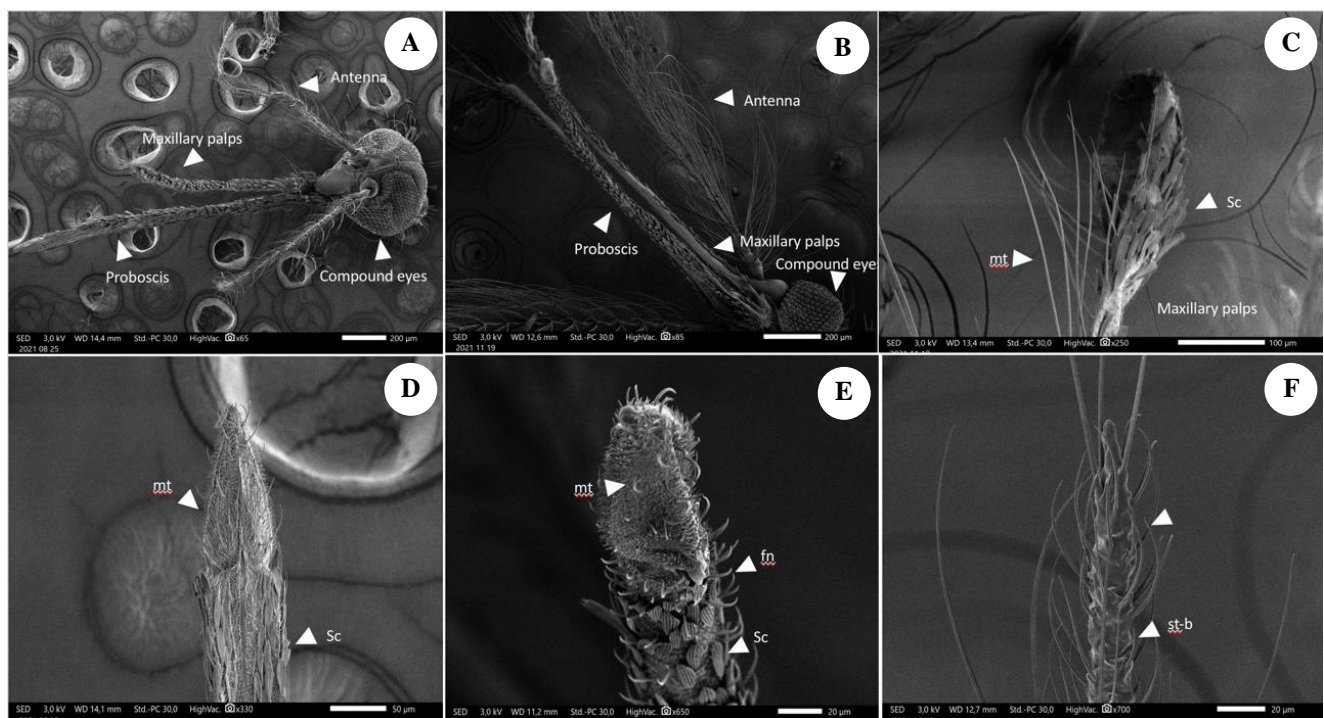 A
Antenna
Maxillary palps
Proboscis
Compound eyes
SED 3,0 kV WD 14,4 mm Std.-PC 30,0 HighVac. x65 200 µm
2021 08 25
B
Antenna
Proboscis
Maxillary palps
Compound eyes
SED 3,0 kV WD 12,6 mm Std.-PC 30,0 HighVac. x85 200 µm
2021 11 19
C
Sc
mt
Maxillary palps
SED 3,0 kV WD 13,4 mm Std.-PC 30,0 HighVac. x250 100 µm
D
mt
Sc
SED 3,0 kV WD 14,1 mm Std.-PC 30,0 HighVac. x330 50 µm
E
mt
fn
Sc
SED 3,0 kV WD 11,2 mm Std.-PC 30,0 HighVac. x650 20 µm
F
st-b
SED 3,0 kV WD 12,7 mm Std.-PC 30,0 HighVac. x700 20 µm